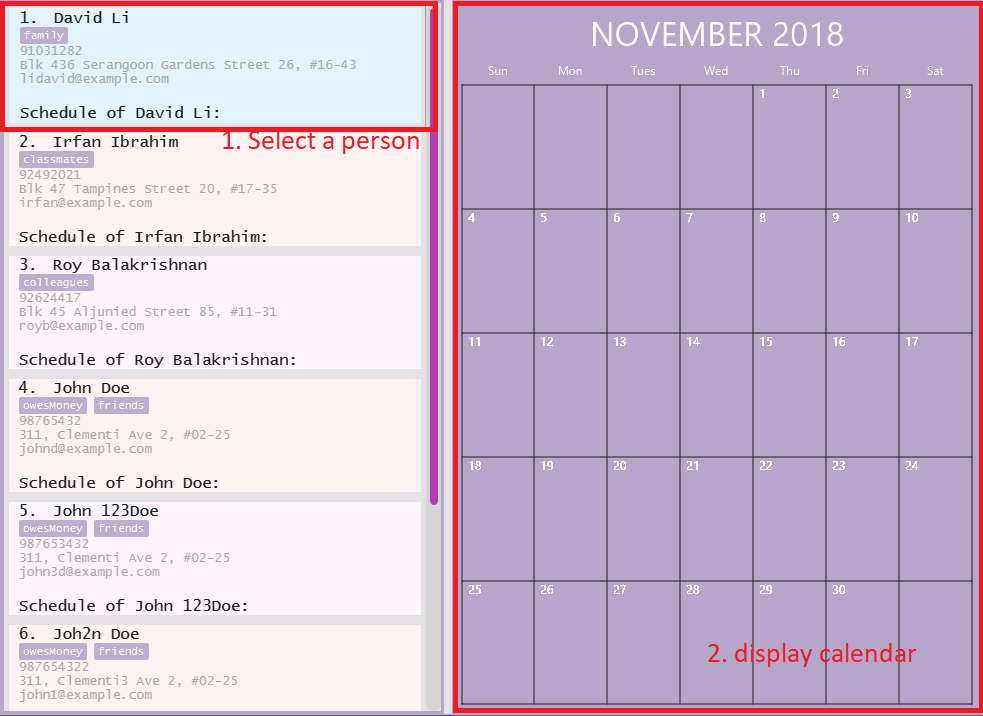 1. David Li
family
91031282
Blk 436 Serangoon Gardens Street 26, #16-43
lidavid@example.com
Schedule of David Li:
1. Select a person
2. Irfan Ibrahim
classmates
92492021
Blk 47 Tampines Street 20, #17-35
irfan@example.com
Schedule of Irfan Ibrahim:
3. Roy Balakrishnan
colleagues
92624417
Blk 45 Aljunied Street 85, #11-31
royb@example.com
Schedule of Roy Balakrishnan:
4. John Doe
owesMoney friends
98765432
311, Clementi Ave 2, #02-25
johnd@example.com
Schedule of John Doe:
5. John 123Doe
owesMoney friends
987653432
311, Clementi Ave 2, #02-25
john3d@example.com
Schedule of John 123Doe:
6. Joh2n Doe
owesMoney friends
987654322
311, Clementi3 Ave 2, #02-25
john1@example.com
NOVEMBER 2018
Sun Mon Tues Wed Thu Fri Sat
1 2 3
4 5 6 7 8 9 10
11 12 13 14 15 16 17
18 19 20 21 22 23 24
25 26 27 28 29 30
2. display calendar